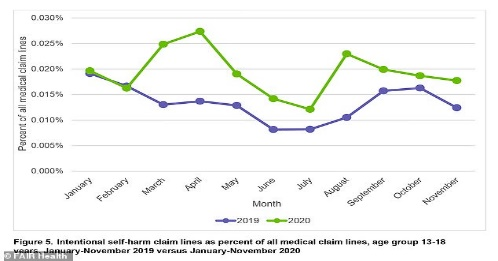 0.030%
0.025%
0.020%
0.015%
0.010%
0.005%
0.000%
Percent of all medical claim lines
January
February
March
April
May
June
July
August
September
October
November
Month
2019
2020
Figure 5. Intentional self-harm claim lines as percent of all medical claim lines, age group 13-18
years, January-November 2019 versus January-November 2020
© FAIR Health